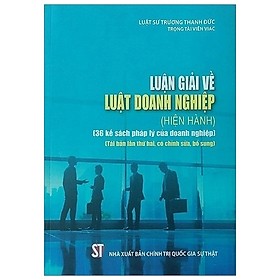 LUẬT SƯ TRƯƠNG THANH ĐỨC
TRỌNG TÀI VIÊN VIAC
LUẬN GIẢI VỀ
LUẬT DOANH NGHIỆP
(HIỆN HÀNH)
(36 kế sách pháp lý của doanh nghiệp)
(Tái bản lần thứ hai, có chỉnh sửa, bổ sung)
ST
NHÀ XUẤT BẢN CHÍNH TRỊ QUỐC GIA SỰ THẬT